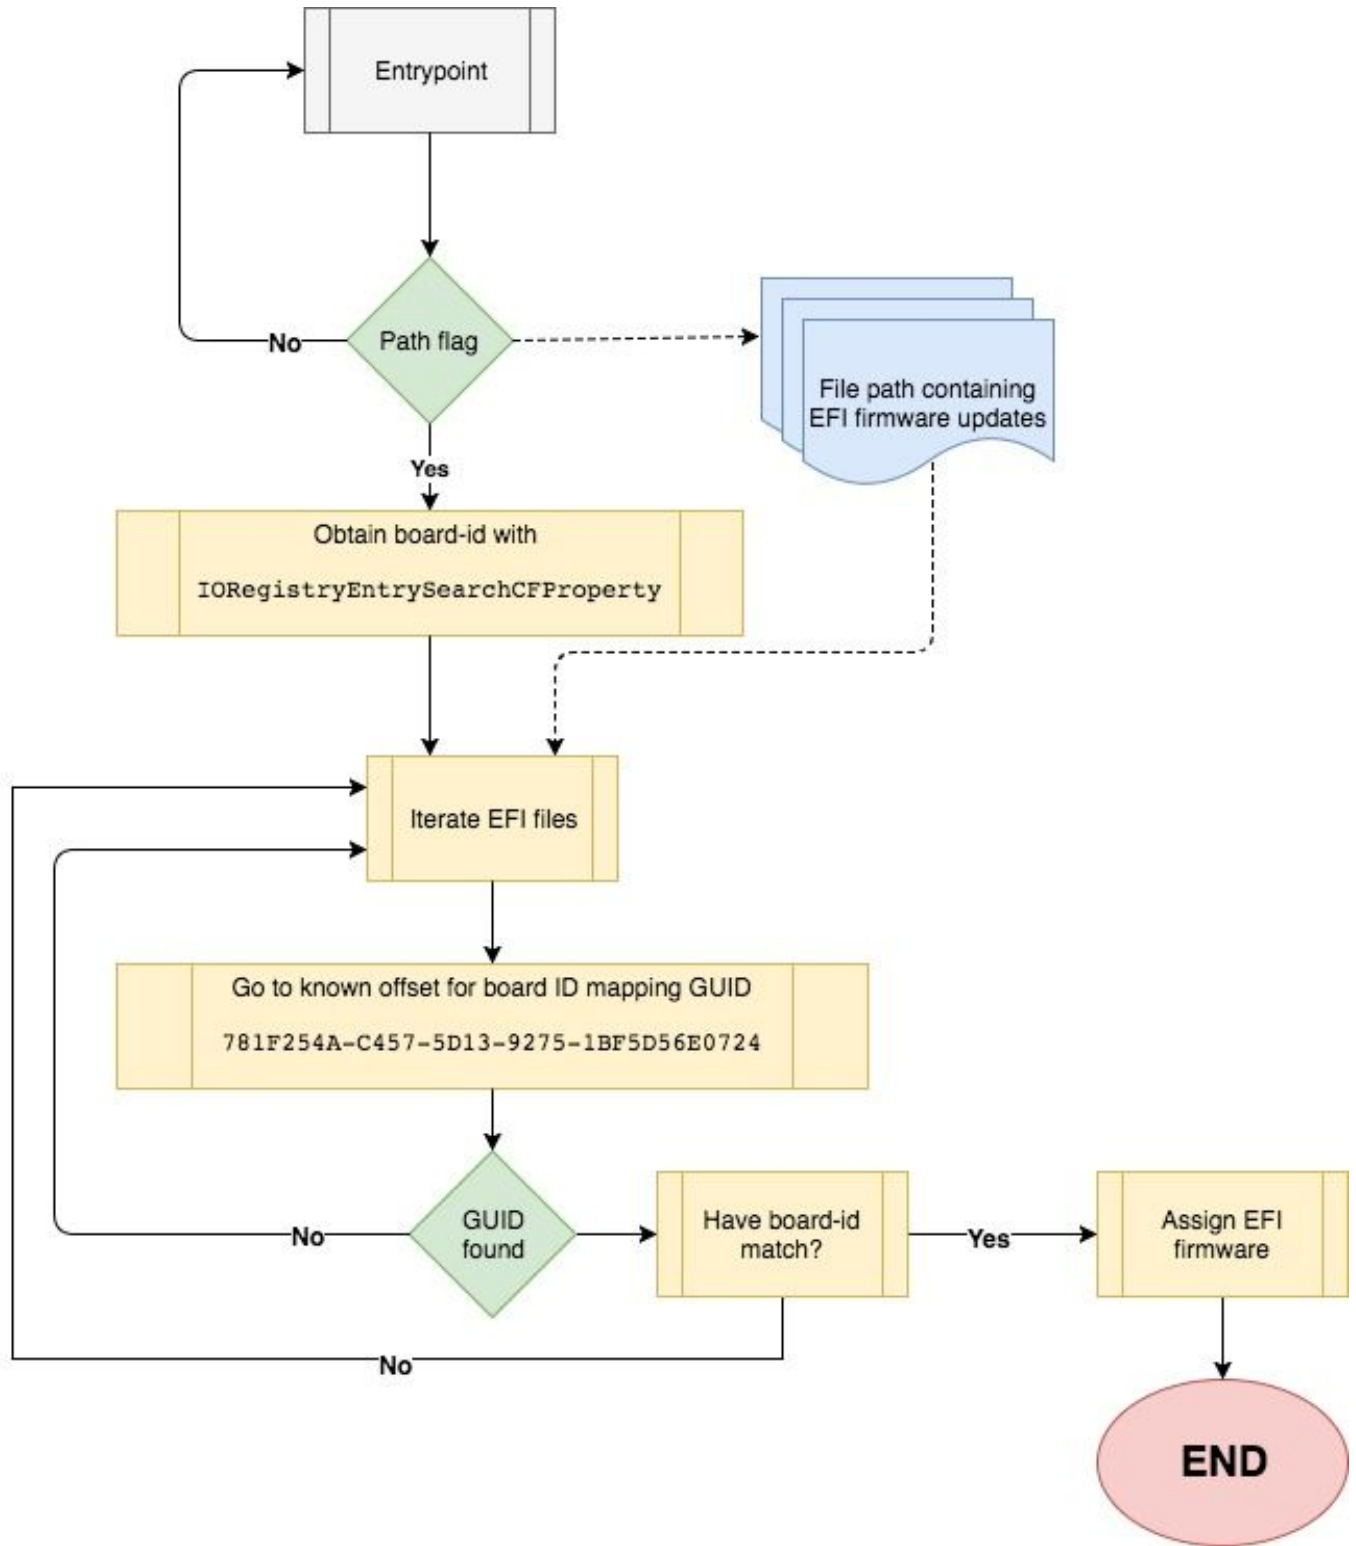 Entrypoint
Path flag
No
File path containing
EFI firmware updates
Yes
Obtain board-id with
IORegistryEntrySearchCFProperty
Iterate EFI files
Go to known offset for board ID mapping GUID
781F254A-C457-5D13-9275-1BF5D56E0724
GUID
found
No
Have board-id
match?
Yes
Assign EFI
firmware
No
END